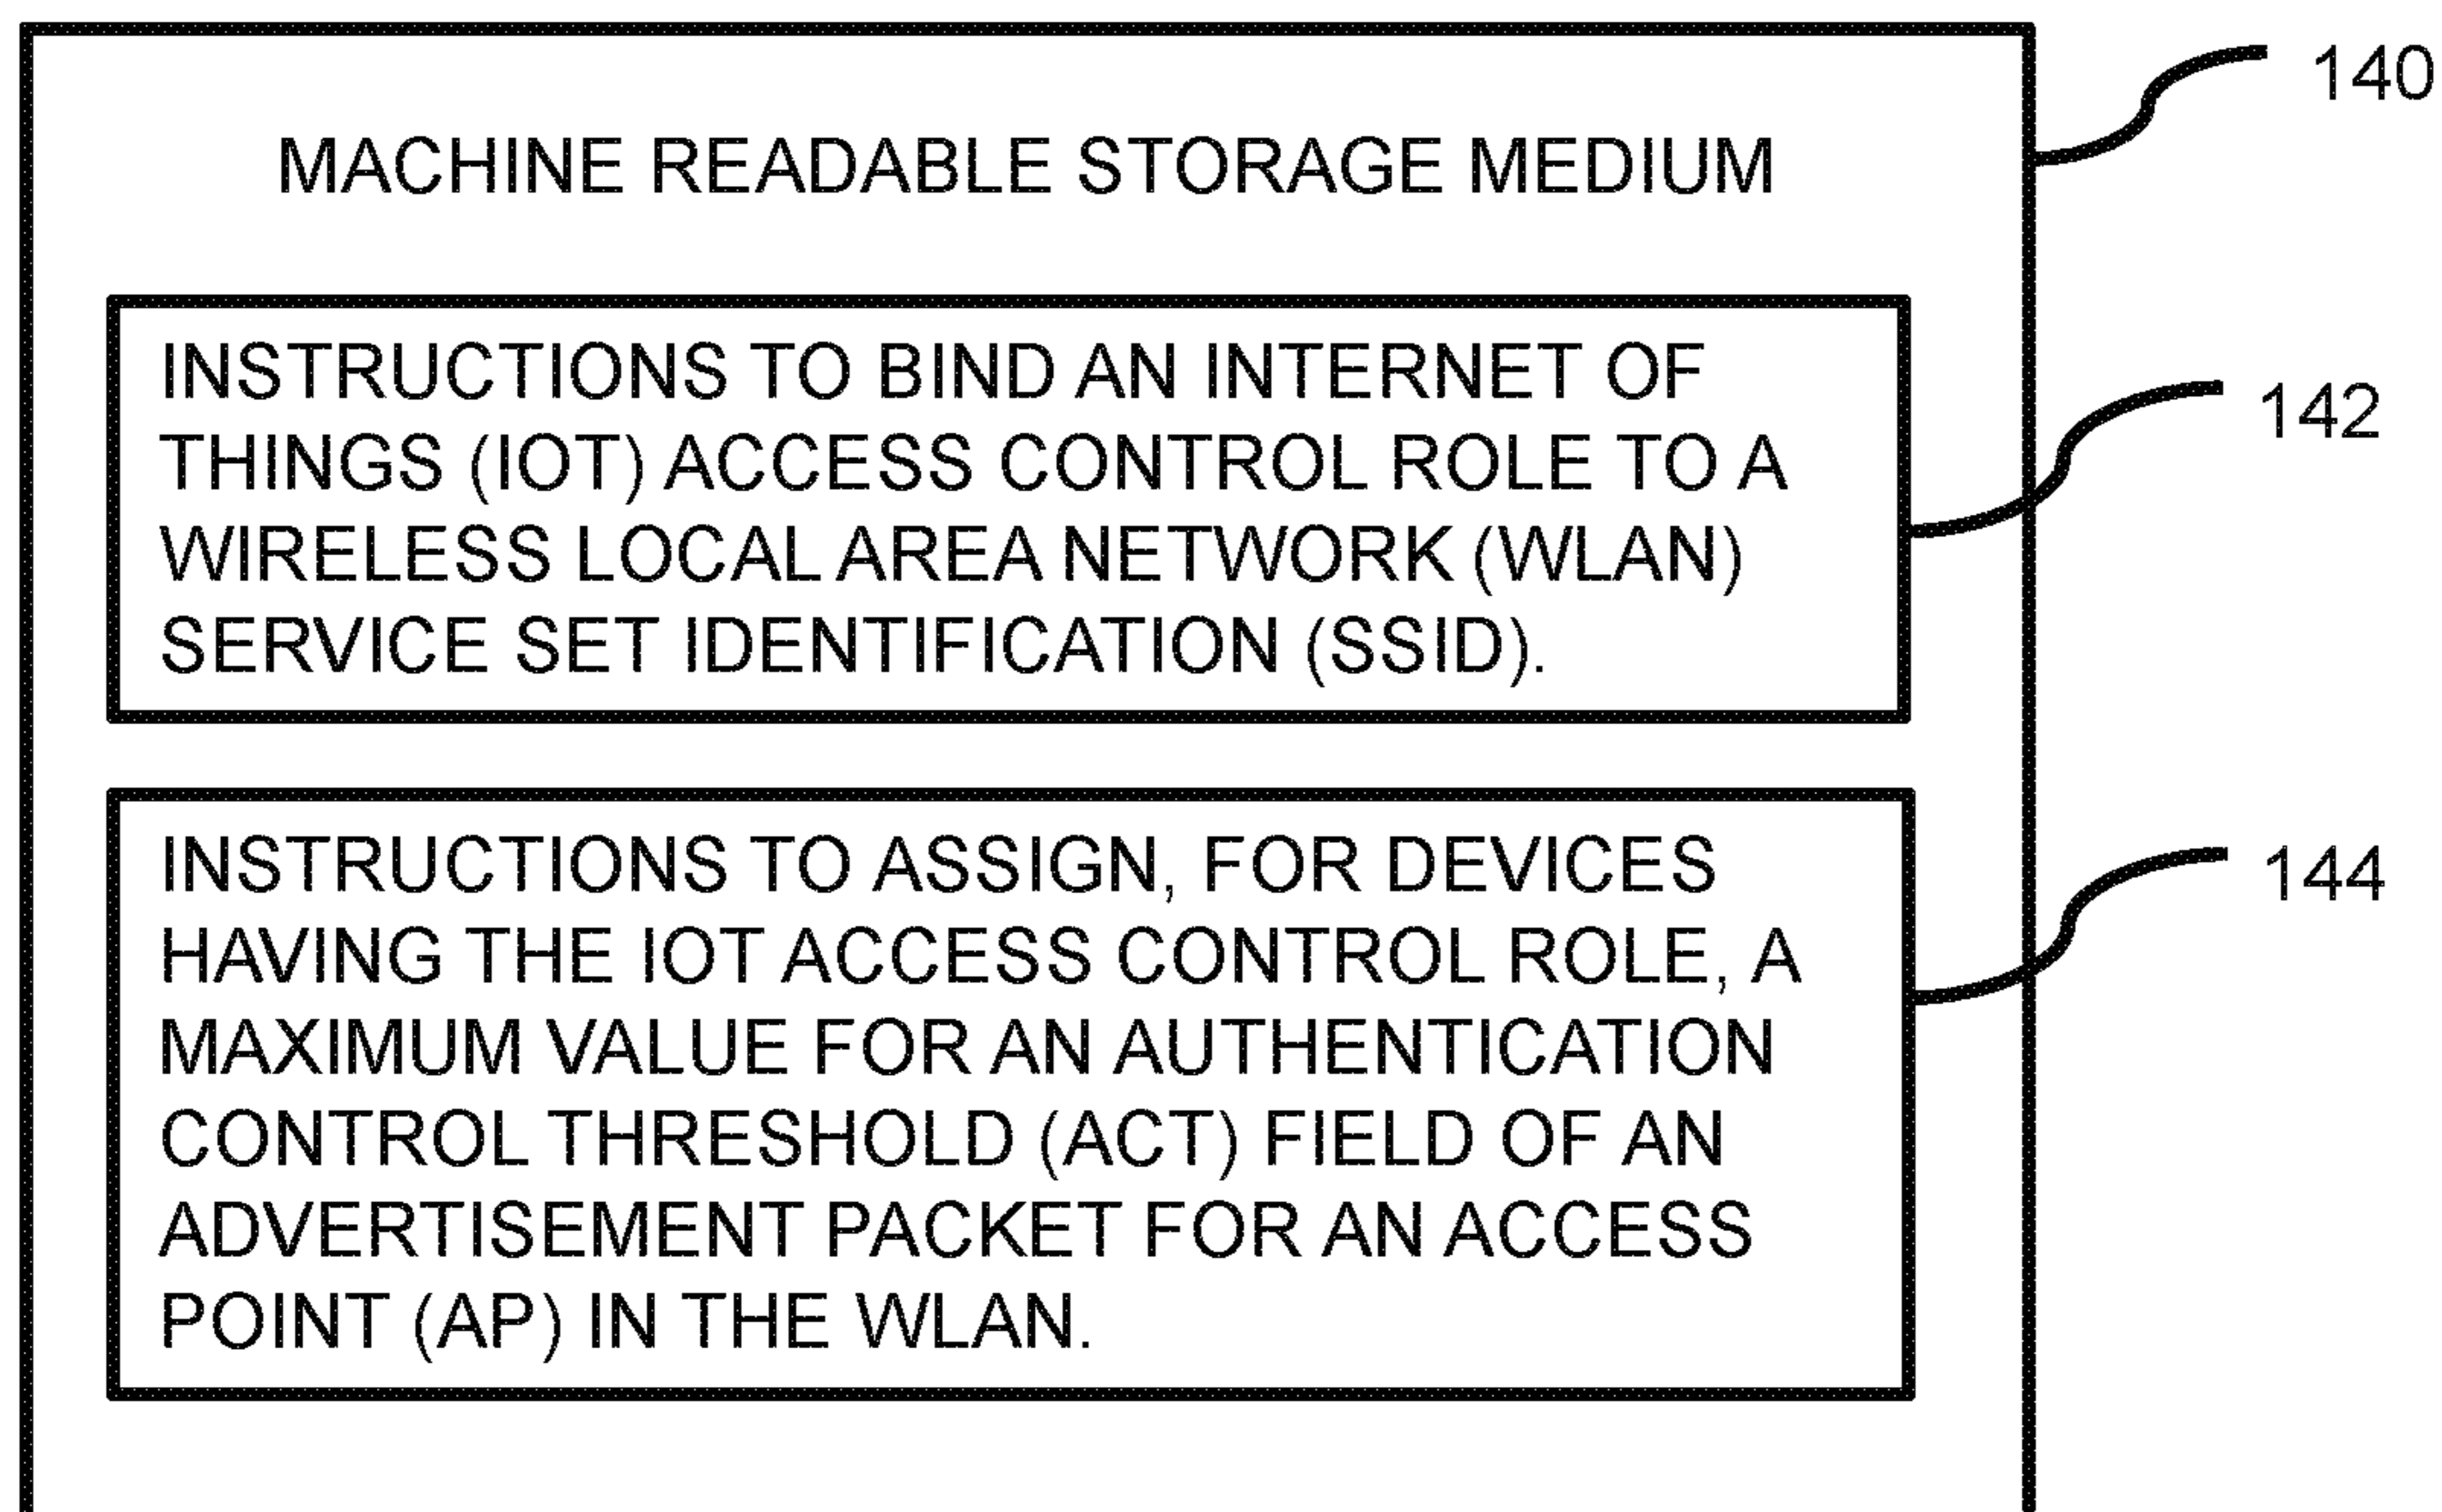 140
MACHINE READABLE STORAGE MEDIUM
INSTRUCTIONS TO BIND AN INTERNET OF
THINGS (IOT) ACCESS CONTROL ROLE TO A
WIRELESS LOCAL AREA NETWORK (WLAN)
SERVICE SET IDENTIFICATION (SSID).
142
INSTRUCTIONS TO ASSIGN, FOR DEVICES
HAVING THE IOT ACCESS CONTROL ROLE, A
MAXIMUM VALUE FOR AN AUTHENTICATION
CONTROL THRESHOLD (ACT) FIELD OF AN
ADVERTISEMENT PACKET FOR AN ACCESS
POINT (AP) IN THE WLAN.
144